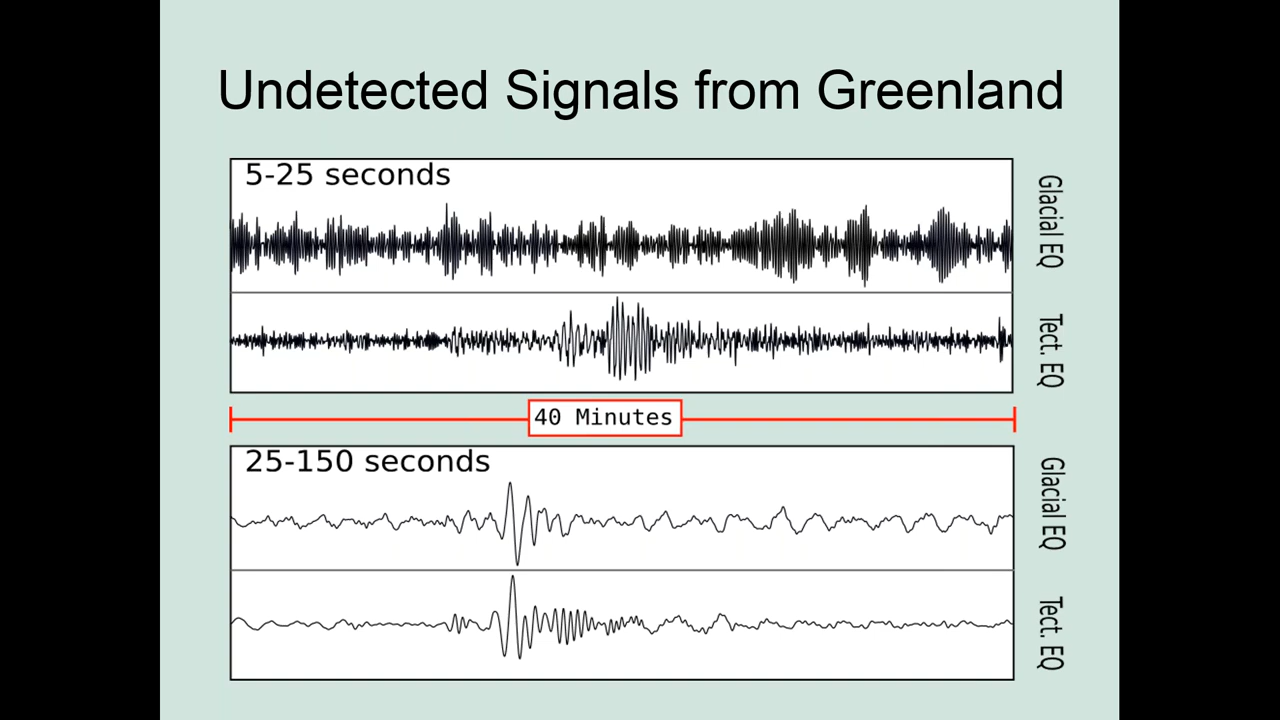 Undetected Signals from Greenland
5-25 seconds
Glacial EQ
Tect. EQ
40 Minutes
25-150 seconds
Glacial EQ
Tect. EQ